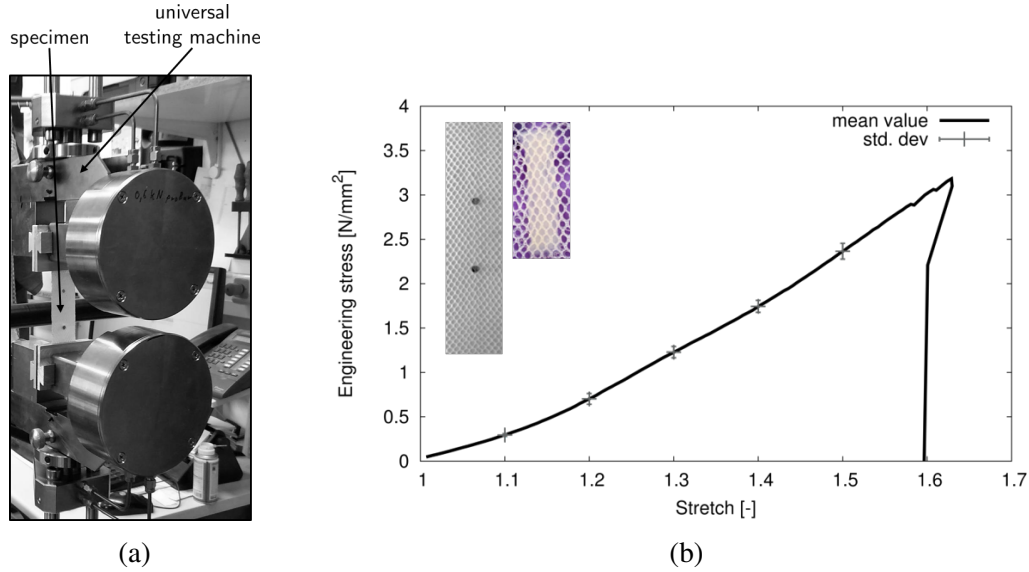 universal
testing machine
specimen
(a)
4
3.5
3
2.5
2
1.5
1
0.5
0
1
1.1
1.2
1.3
1.4
1.5
1.6
1.7
Engineering stress [N/mm²]
Stretch [-]
mean value
std. dev
(b)